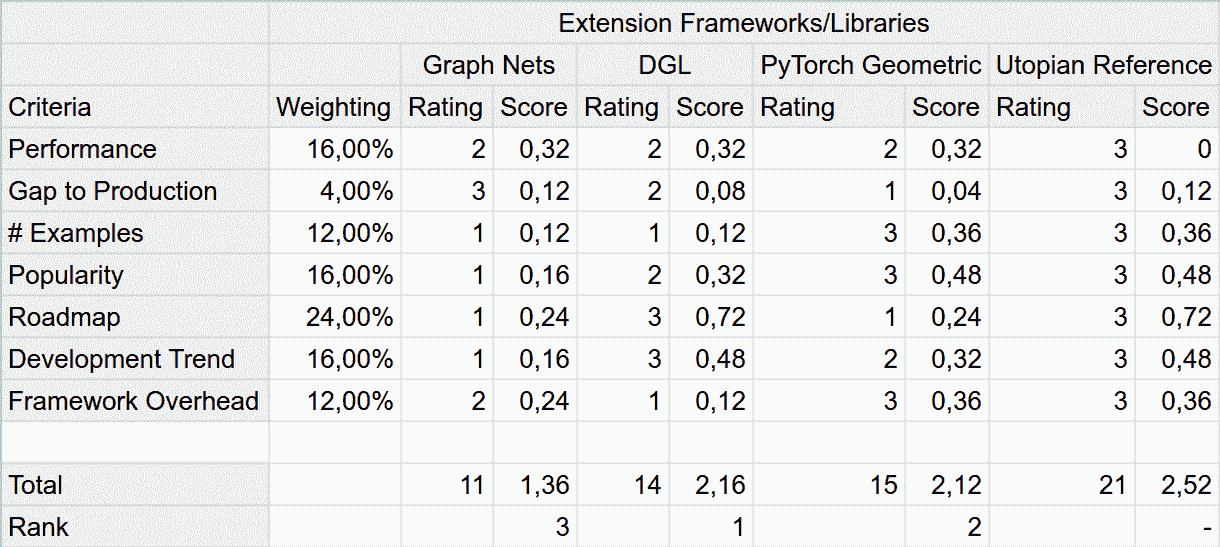 Extension Frameworks/Libraries
Graph Nets DGL PyTorch Geometric Utopian Reference
Criteria Weighting Rating Score Rating Score Rating Score Rating Score
Performance 16,00% 2 0,32 2 0,32 2 0,32 3 0
Gap to Production 4,00% 3 0,12 2 0,08 1 0,04 3 0,12
# Examples 12,00% 1 0,12 1 0,12 3 0,36 3 0,36
Popularity 16,00% 1 0,16 2 0,32 3 0,48 3 0,48
Roadmap 24,00% 1 0,24 3 0,72 1 0,24 3 0,72
Development Trend 16,00% 1 0,16 3 0,48 2 0,32 3 0,48
Framework Overhead 12,00% 2 0,24 1 0,12 3 0,36 3 0,36
Total 11 1,36 14 2,16 15 2,12 21 2,52
Rank 3 1 2 -